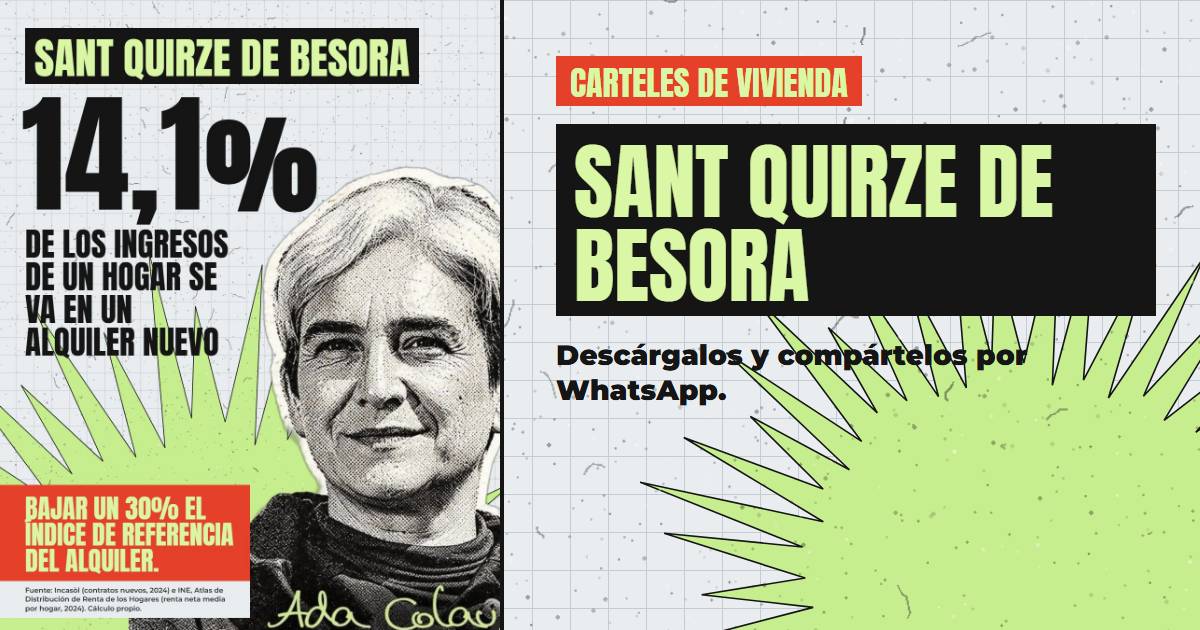 SANT QUIRZE DE BESORA
14,1%
DE LOS INGRESOS
DE UN HOGAR SE
VA EN UN
ALQUILER NUEVO
BAJAR UN 30% EL
ÍNDICE DE REFERENCIA
DEL ALQUILER.
Fuente: Incasòl (contratos nuevos, 2024) e INE, Atlas de
Distribución de Renta de los Hogares (renta neta media
por hogar, 2024). Cálculo propio.
Ada Colau
CARTELES DE VIVIENDA
SANT QUIRZE DE
BESORA
Descárgalos y compártelos por
WhatsApp.